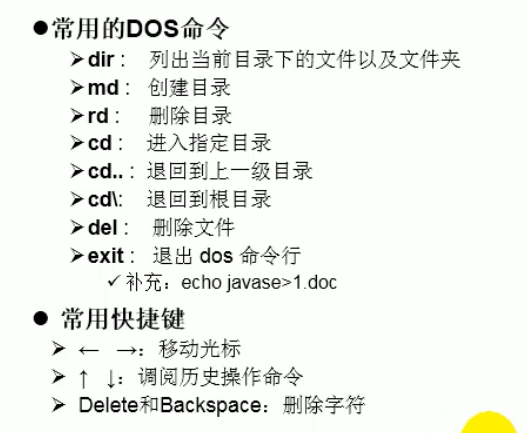 ●常用的DOS命令
➢dir： 列出当前目录下的文件以及文件夹
➢md： 创建目录
➢rd： 删除目录
➢cd： 进入指定目录
➢cd..：退回到上一级目录
➢cd\: 退回到根目录
➢del： 删除文件
➢exit： 退出 dos 命令行
✓补充：echo javase>1.doc
● 常用快捷键
➢ ← →：移动光标
➢ ↑ ↓：调阅历史操作命令
➢ Delete和Backspace：删除字符